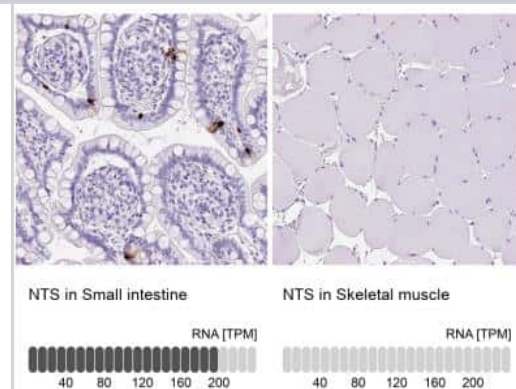 NTS in Small intestine
NTS in Skeletal muscle
RNA [TPM]
RNA [TPM]
40 80 120 160 200
40 80 120 160 200